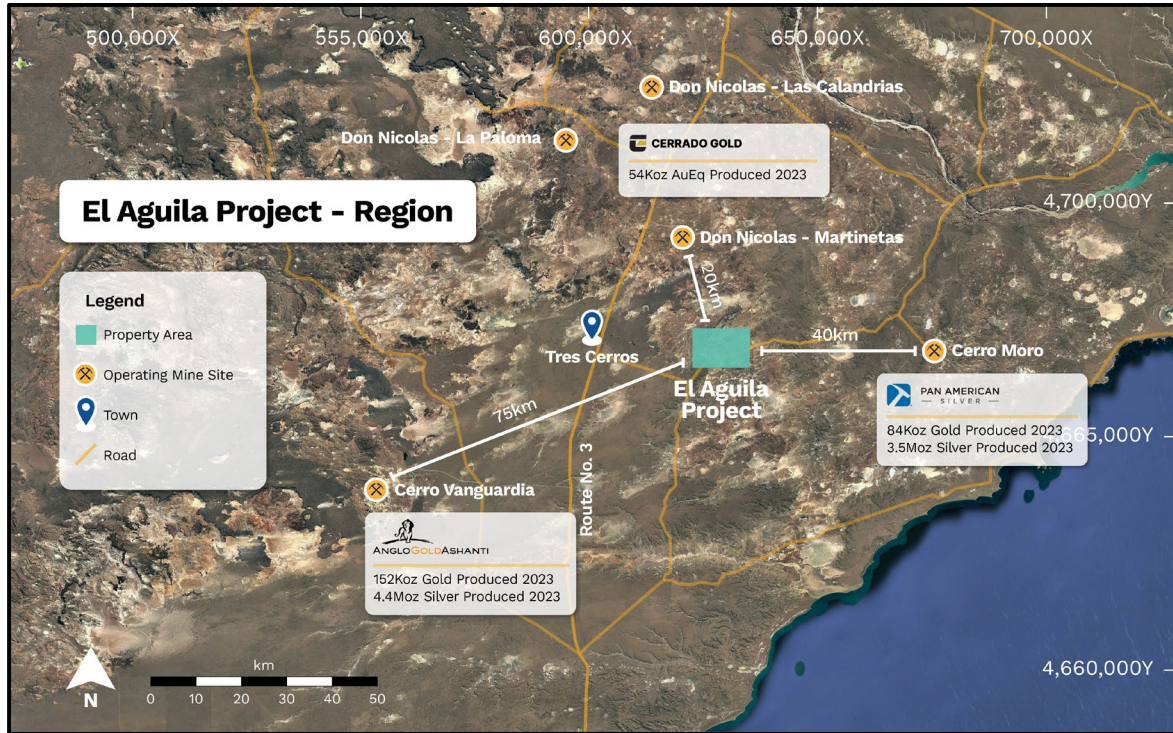 500,000X
555,000X
600,000X
650,000X
700,000X
Don Nicolas - Las Calandrias
Don Nicolas - La Paloma
CERRADO GOLD
54Koz AuEq Produced 2023
El Aguila Project - Region
4,700,000Y
Don Nicolas - Martinetas
20km
Legend
Property Area
Operating Mine Site
Town
Road
Tres Cerros
40km
Cerro Moro
El Aguila
Project
75km
PAN AMERICAN
SILVER
84Koz Gold Produced 2023
3.5Moz Silver Produced 2023
665,000Y
Cerro Vanguardia
Route No. 3
ANGLOGOLDASHANTI
152Koz Gold Produced 2023
4.4Moz Silver Produced 2023
4,660,000Y
N
km
0 10 20 30 40 50